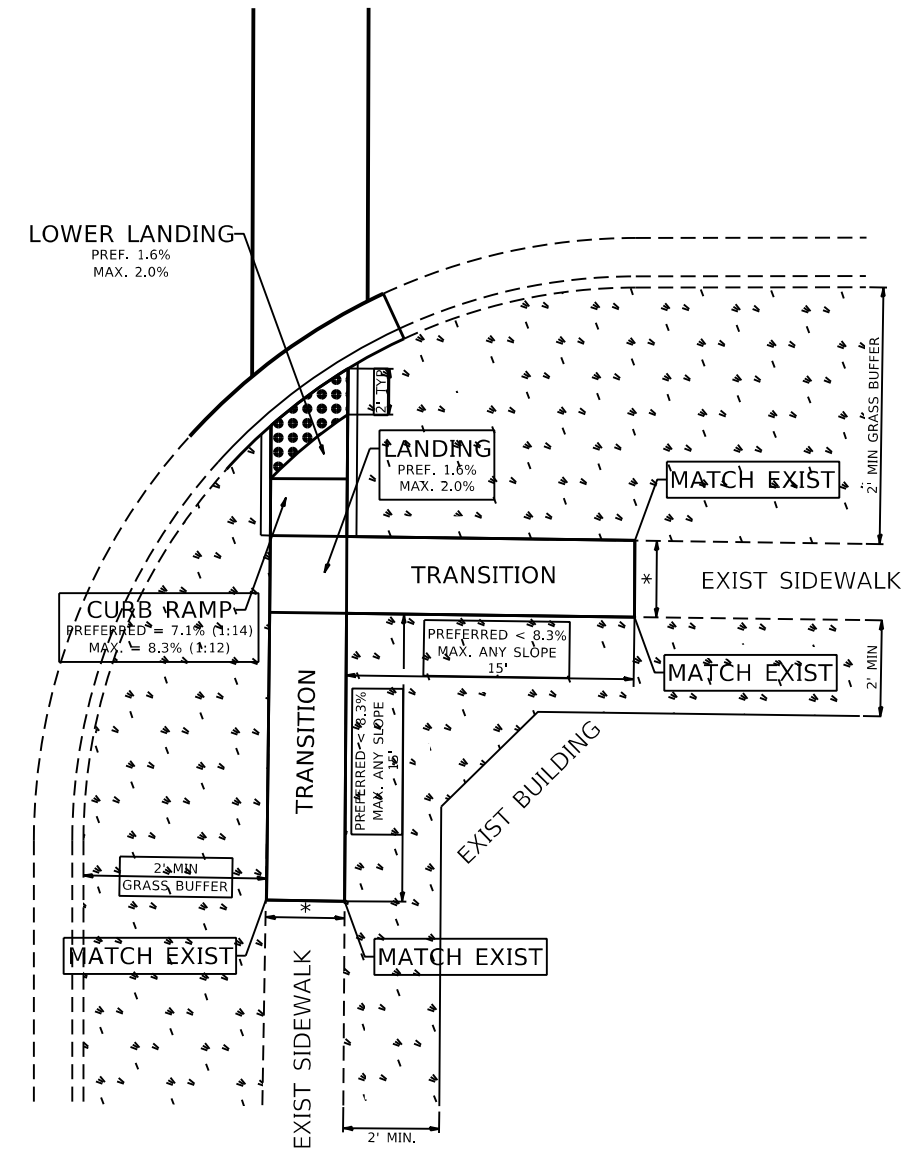 LOWER LANDING
PREF. 1.6%
MAX. 2.0%
2' TYP
LANDING
PREF. 1.6%
MAX. 2.0%
2' MIN GRASS BUFFER
MATCH EXIST
TRANSITION
*
EXIST SIDEWALK
CURB RAMP
PREFERRED = 7.1% (1:14)
MAX. = 8.3% (1:12)
PREFERRED < 8.3%
MAX. ANY SLOPE
15'
MATCH EXIST
2' MIN
TRANSITION
PREFERRED < 8.3%
MAX. ANY SLOPE
15'
EXIST BUILDING
2' MIN
GRASS BUFFER
*
MATCH EXIST
MATCH EXIST
EXIST SIDEWALK
2' MIN.